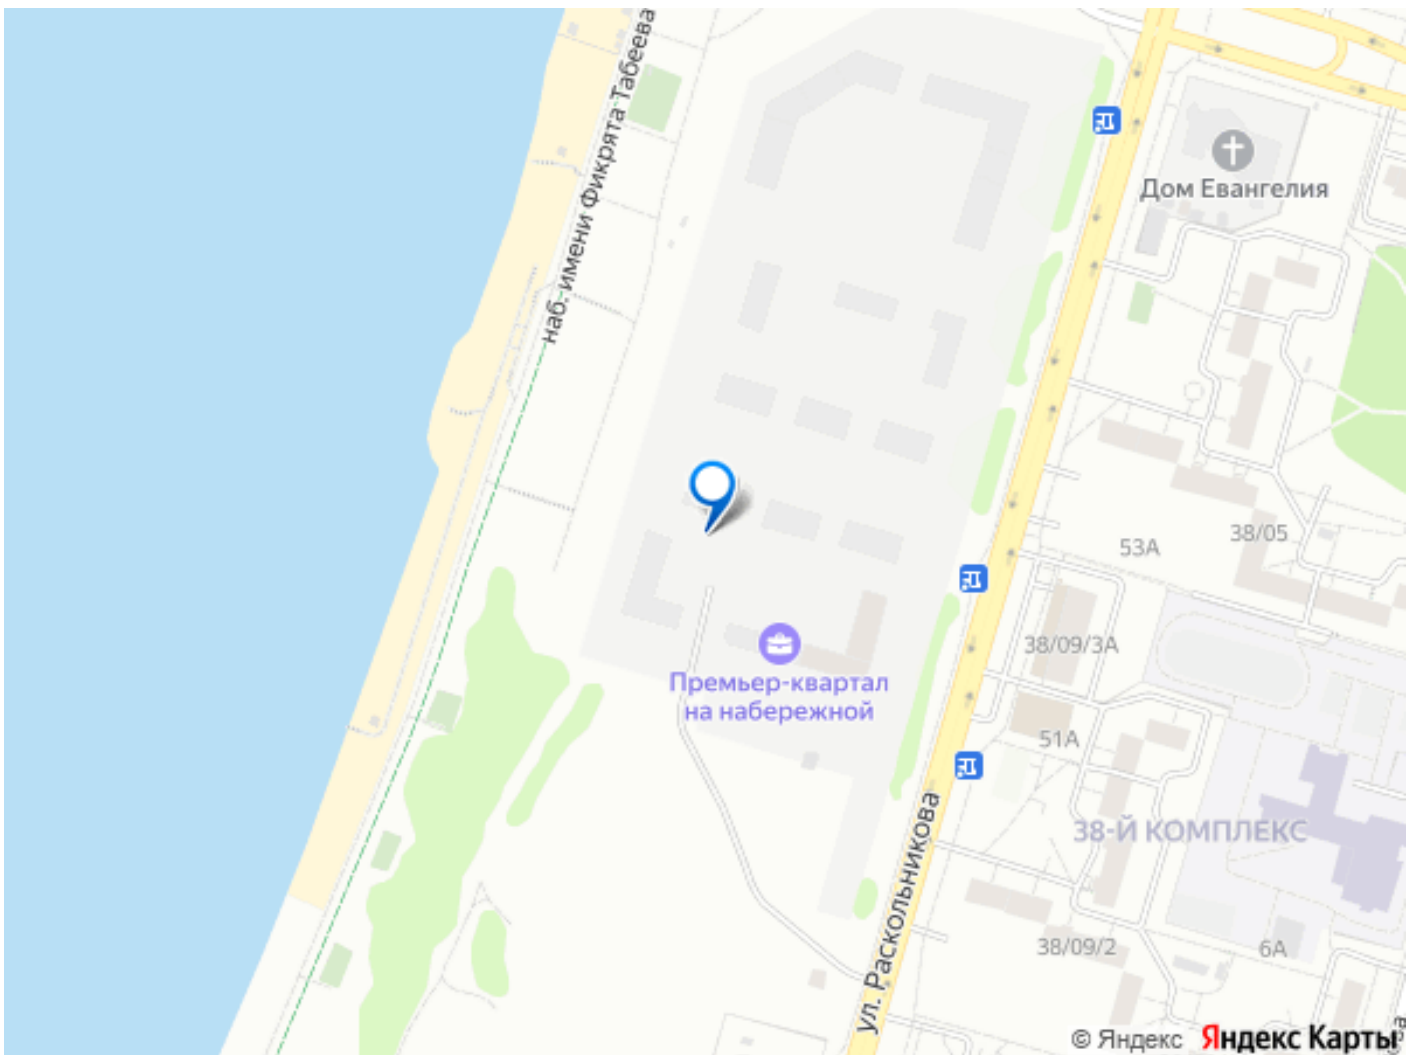 наб. имени Фикрята Табеева
Дом Евангелия
38/05
53А
38/09/3А
Премьер-квартал
на набережной
51А
38-Й КОМПЛЕКС
ул. Раскольникова
38/09/2
6А
© Яндекс Яндекс Карты